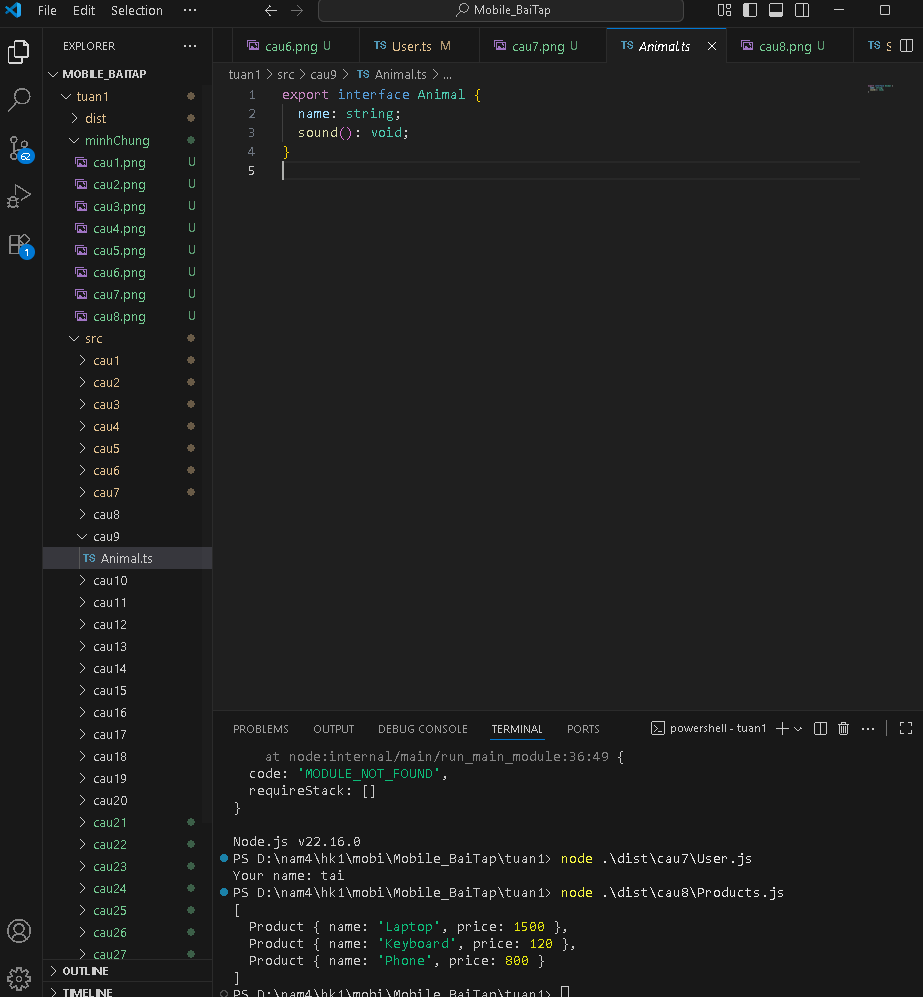 File Edit Selection ··· Mobile_BaiTap
EXPLORER ···
MOBILE_BAITAP
tuan1
dist
minhChung
cau1.png U
cau2.png U
cau3.png U
cau4.png U
cau5.png U
cau6.png U
cau7.png U
cau8.png U
src
cau1
cau2
cau3
cau4
cau5
cau6
cau7
cau8
cau9
TS Animal.ts
cau10
cau11
cau12
cau13
cau14
cau15
cau16
cau17
cau18
cau19
cau20
cau21
cau22
cau23
cau24
cau25
cau26
cau27
OUTLINE
TIMELINE
62
1
cau6.png U TS User.ts M cau7.png U TS Animal.ts cau8.png U TS
tuan1 > src > cau9 > TS Animal.ts > ...
1 export interface Animal {
2 name: string;
3 sound(): void;
4 }
5
PROBLEMS OUTPUT DEBUG CONSOLE TERMINAL PORTS powershell - tuan1
at node:internal/main/run_main_module:36:49 {
code: 'MODULE_NOT_FOUND',
requireStack: []
}
Node.js v22.16.0
PS D:\nam4\hk1\mobi\Mobile_BaiTap\tuan1> node .\dist\cau7\User.js
Your name: tai
PS D:\nam4\hk1\mobi\Mobile_BaiTap\tuan1> node .\dist\cau8\Products.js
[
Product { name: 'Laptop', price: 1500 },
Product { name: 'Keyboard', price: 120 },
Product { name: 'Phone', price: 800 }
]
PS D:\nam4\hk1\mobi\Mobile_BaiTap\tuan1>